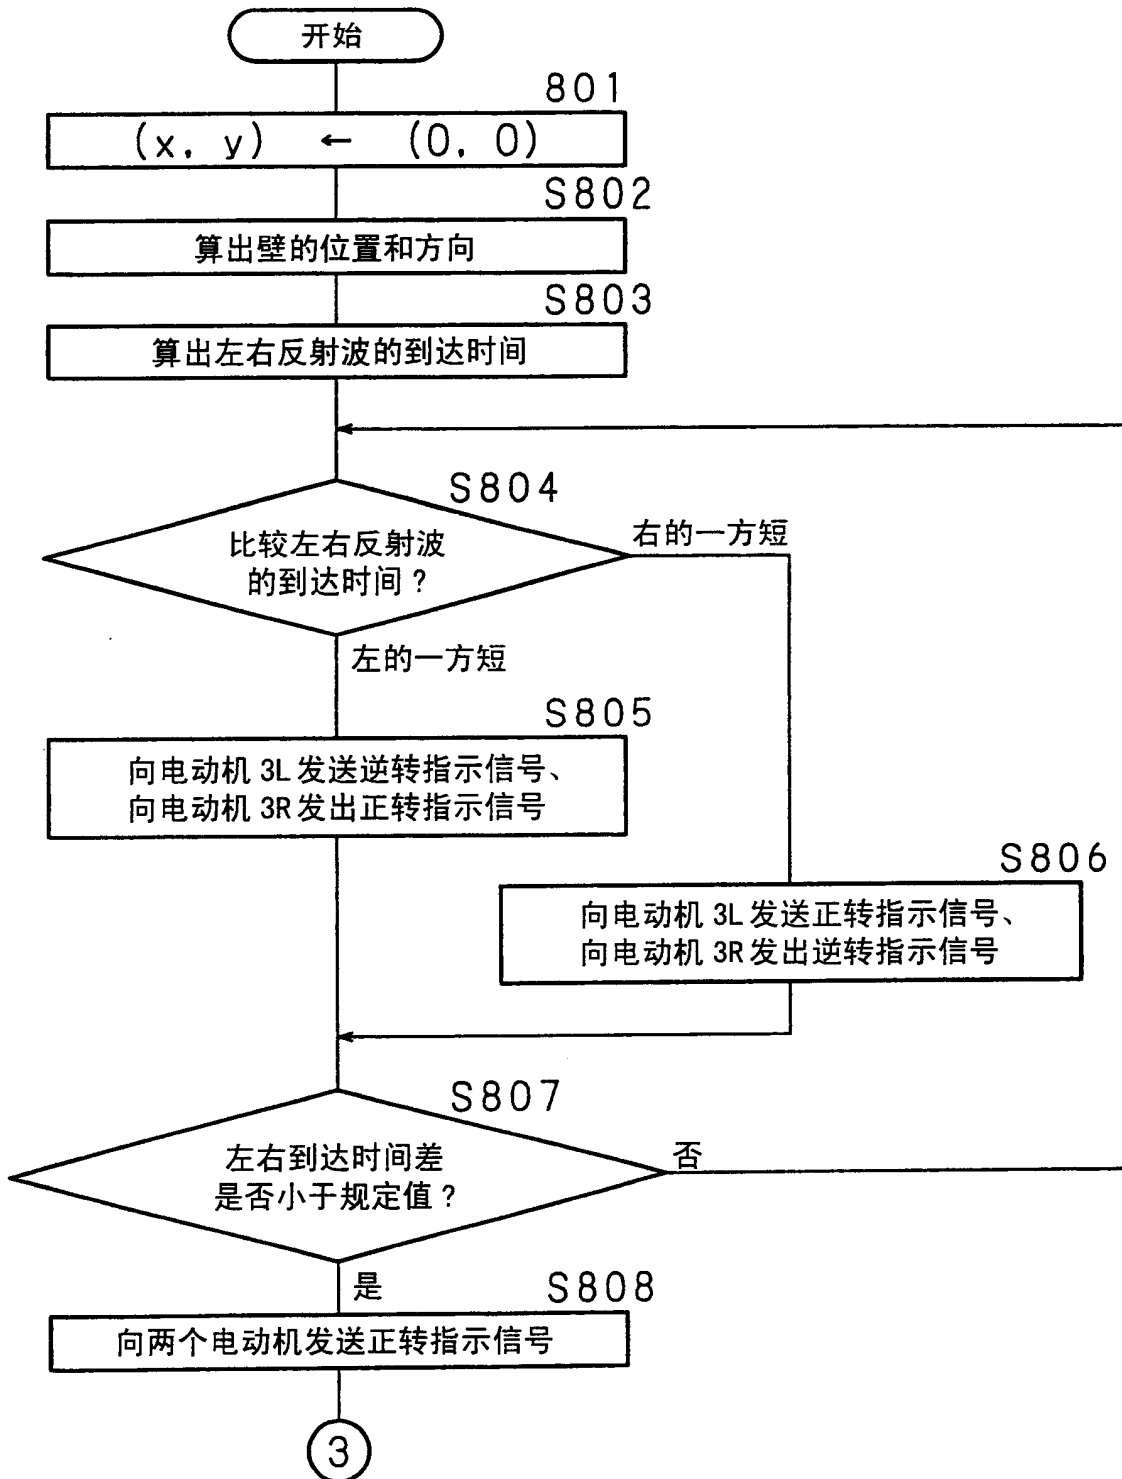 开始
801
(x, y) ← (0, 0)
S802
算出壁的位置和方向
S803
算出左右反射波的到达时间
S804
比较左右反射波
的到达时间?
右的一方短
左的一方短
S805
向电动机 3L 发送逆转指示信号、
向电动机 3R 发出正转指示信号
S806
向电动机 3L 发送正转指示信号、
向电动机 3R 发出逆转指示信号
S807
左右到达时间差
是否小于规定值?
否
是
S808
向两个电动机发送正转指示信号
3